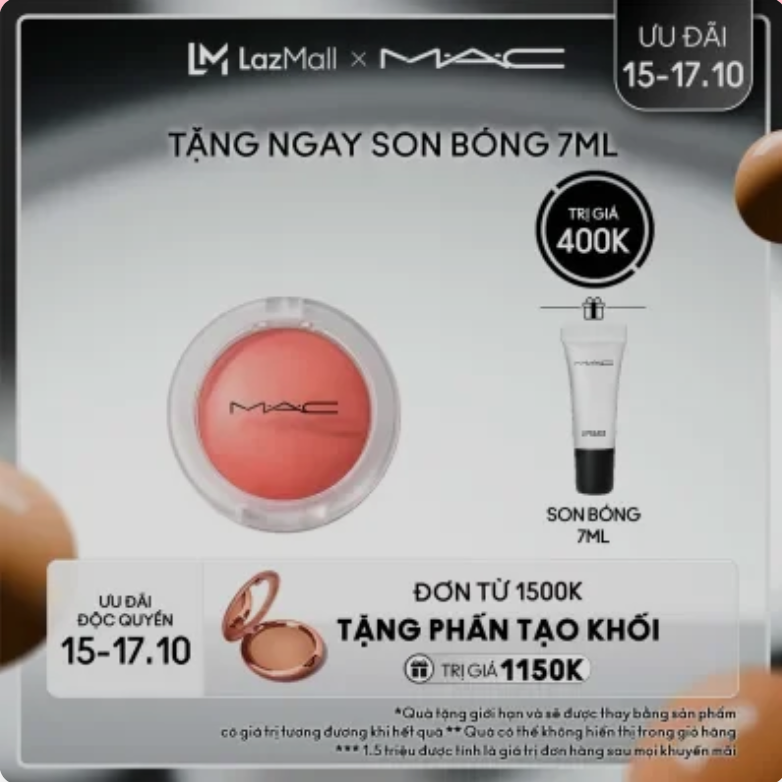 LM LazMall × MAC
ƯU ĐÃI
15-17.10
TẶNG NGAY SON BÓNG 7ML
TRỊ GIÁ
400K
MAC
MAC
SON BÓNG
7ML
ƯU ĐÃI
ĐỘC QUYỀN
15-17.10
ĐƠN TỪ 1500K
TẶNG PHẤN TẠO KHỐI
TRỊ GIÁ 1150K
*Quà tặng giới hạn và sẽ được thay bằng sản phẩm
có giá trị tương đương khi hết quà ** Quà có thể không hiển thị trong giỏ hàng
*** 1.5 triệu được tính là giá trị đơn hàng sau mọi khuyến mãi